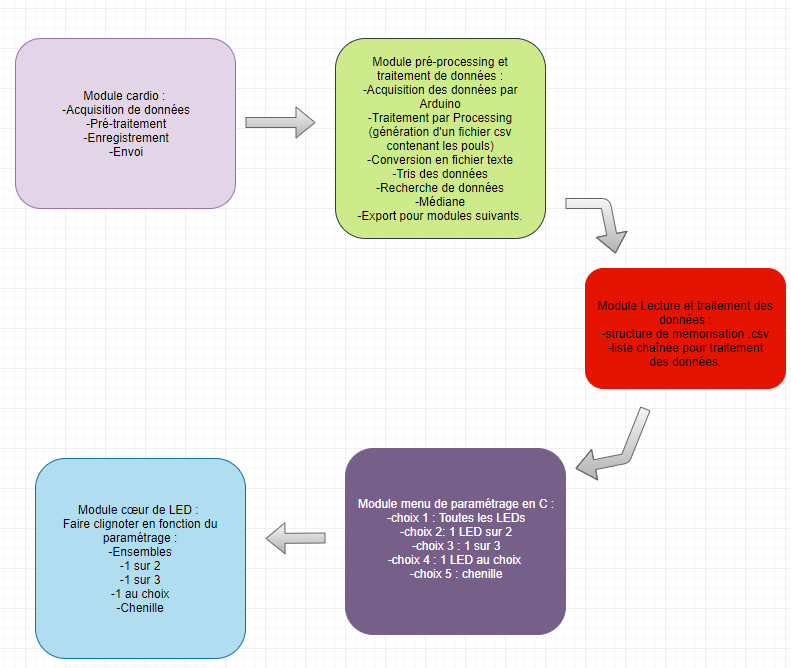 Module cardio :
-Acquisition de données
-Pré-traitement
-Enregistrement
-Envoi
Module pré-processing et
traitement de données :
-Acquisition des données par
Arduino
-Traitement par Processing
(génération d'un fichier csv
contenant les pouls)
-Conversion en fichier texte
-Tris des données
-Recherche de données
-Médiane
-Export pour modules suivants.
Module Lecture et traitement des
données :
-structure de mémorisation .csv
-liste chaînée pour traitement
des données.
Module menu de paramétrage en C :
-choix 1 : Toutes les LEDs
-choix 2: 1 LED sur 2
-choix 3 : 1 sur 3
-choix 4 : 1 LED au choix
-choix 5 : chenille
Module cœur de LED :
Faire clignoter en fonction du
paramétrage :
-Ensembles
-1 sur 2
-1 sur 3
-1 au choix
-Chenille